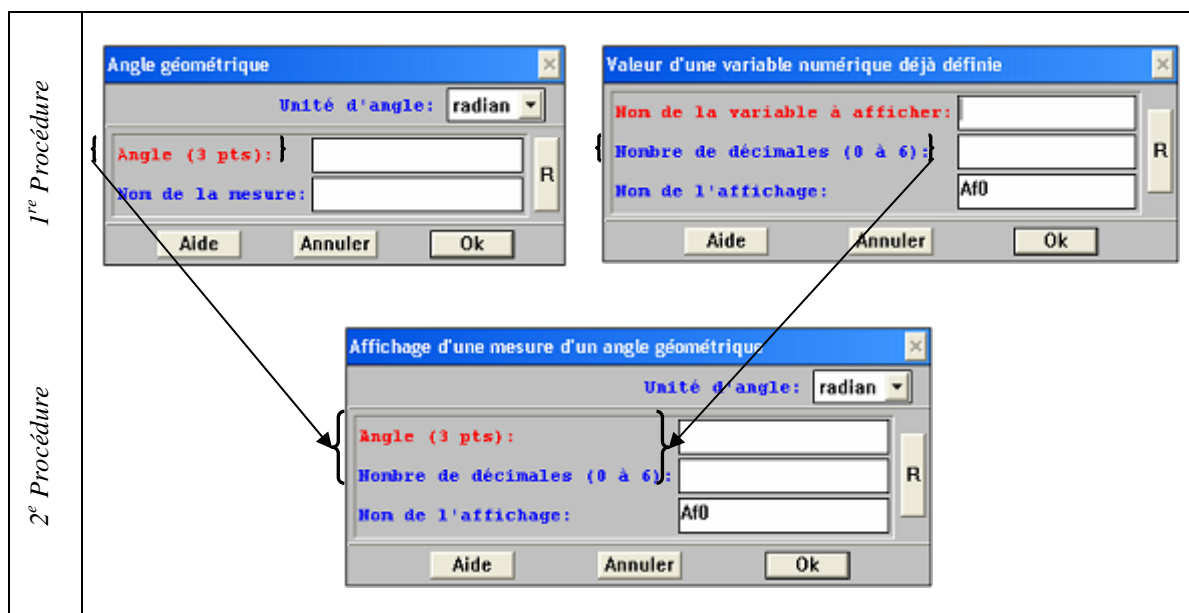 1re Procédure
Angle géométrique
Unité d'angle: radian
Angle (3 pts):
Nom de la mesure:
R
Aide Annuler Ok
Valeur d'une variable numérique déjà définie
Nom de la variable à afficher:
Nombre de décimales (0 à 6):
Nom de l'affichage: Af0
R
Aide Annuler Ok
2e Procédure
Affichage d'une mesure d'un angle géométrique
Unité d'angle: radian
Angle (3 pts):
Nombre de décimales (0 à 6):
Nom de l'affichage: Af0
R
Aide Annuler Ok